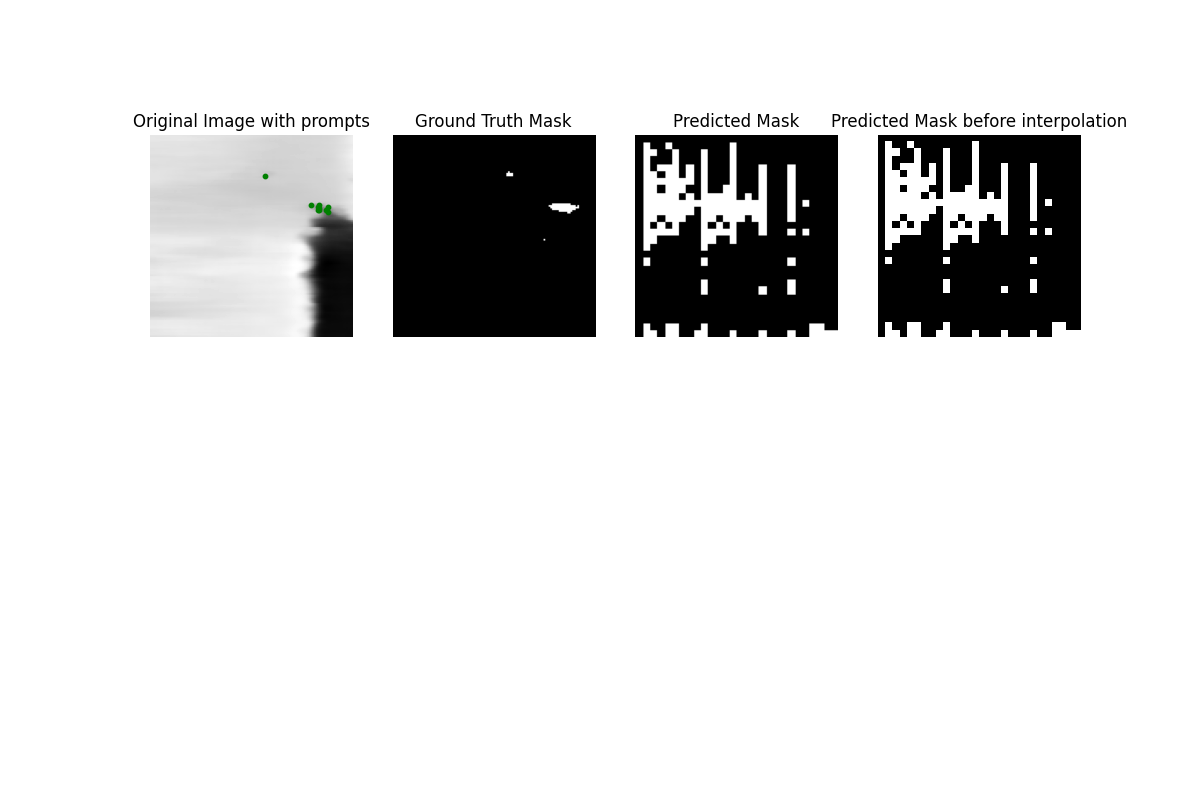 Original Image with prompts
Ground Truth Mask
Predicted Mask
Predicted Mask before interpolation